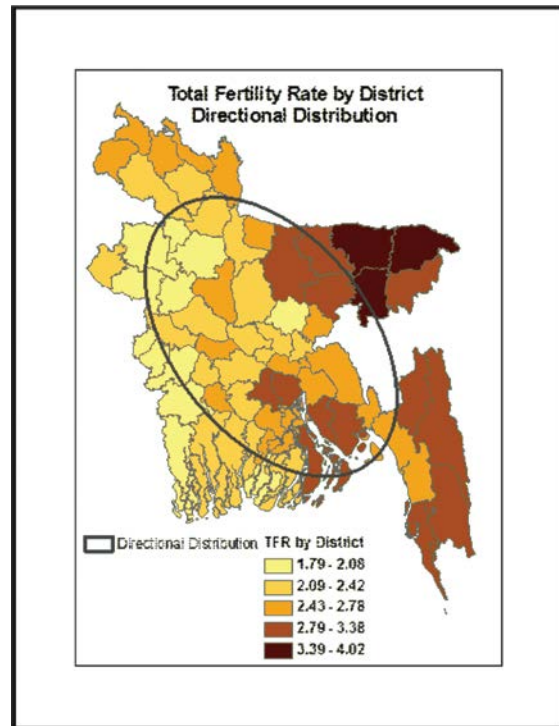 Total Fertility Rate by District
Directional Distribution
Directional Distribution
TFR by District
1.79 - 2.08
2.09 - 2.42
2.43 - 2.78
2.79 - 3.38
3.39 - 4.02